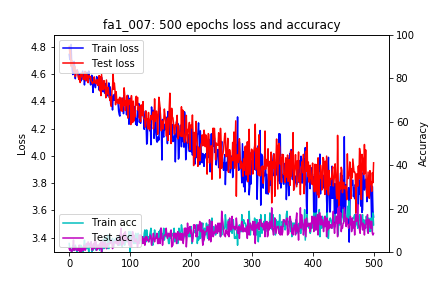 fa1_007: 500 epochs loss and accuracy
4.8
4.6
4.4
4.2
4.0
3.8
3.6
3.4
Loss
Train loss
Test loss
Train acc
Test acc
100
80
60
40
20
0
Accuracy
0 100 200 300 400 500